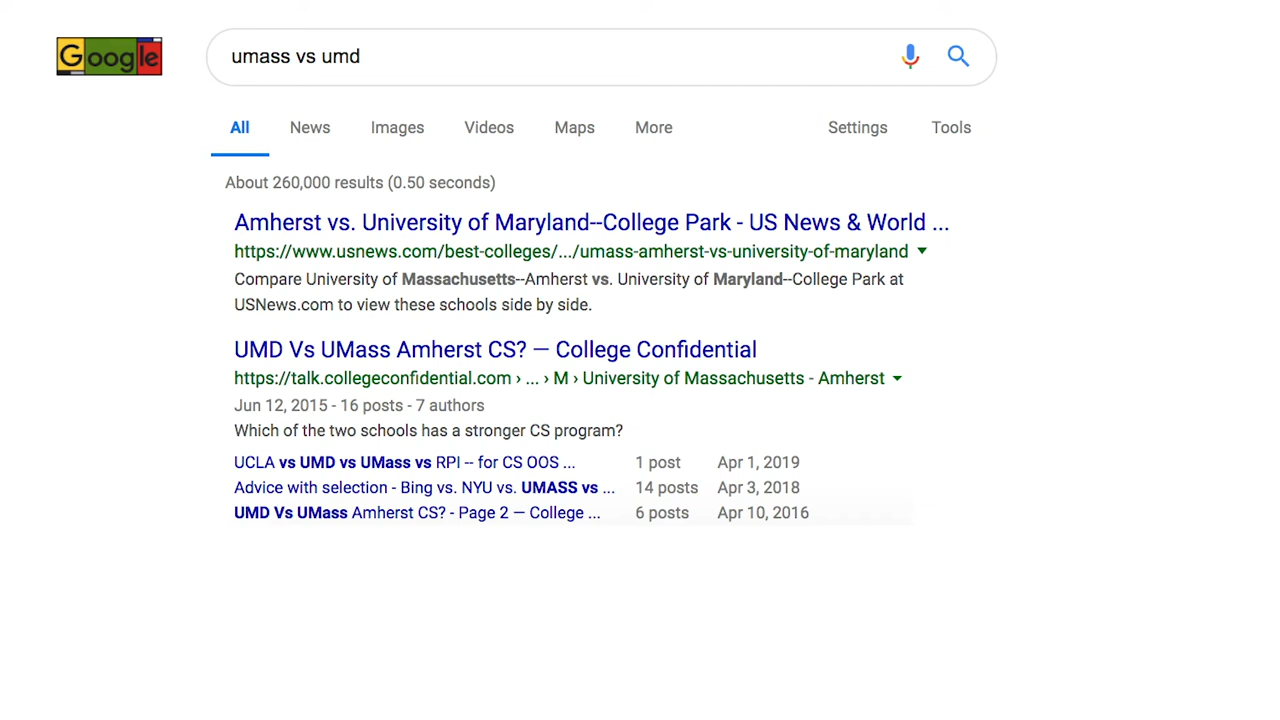 Google
umass vs umd
All News Images Videos Maps More Settings Tools
About 260,000 results (0.50 seconds)
Amherst vs. University of Maryland--College Park - US News & World ...
https://www.usnews.com/best-colleges/.../umass-amherst-vs-university-of-maryland
Compare University of Massachusetts--Amherst vs. University of Maryland--College Park at
USNews.com to view these schools side by side.
UMD Vs UMass Amherst CS? — College Confidential
https://talk.collegeconfidential.com › ... › M › University of Massachusetts - Amherst
Jun 12, 2015 - 16 posts - 7 authors
Which of the two schools has a stronger CS program?
UCLA vs UMD vs UMass vs RPI -- for CS OOS ... 1 post Apr 1, 2019
Advice with selection - Bing vs. NYU vs. UMASS vs ... 14 posts Apr 3, 2018
UMD Vs UMass Amherst CS? - Page 2 — College ... 6 posts Apr 10, 2016